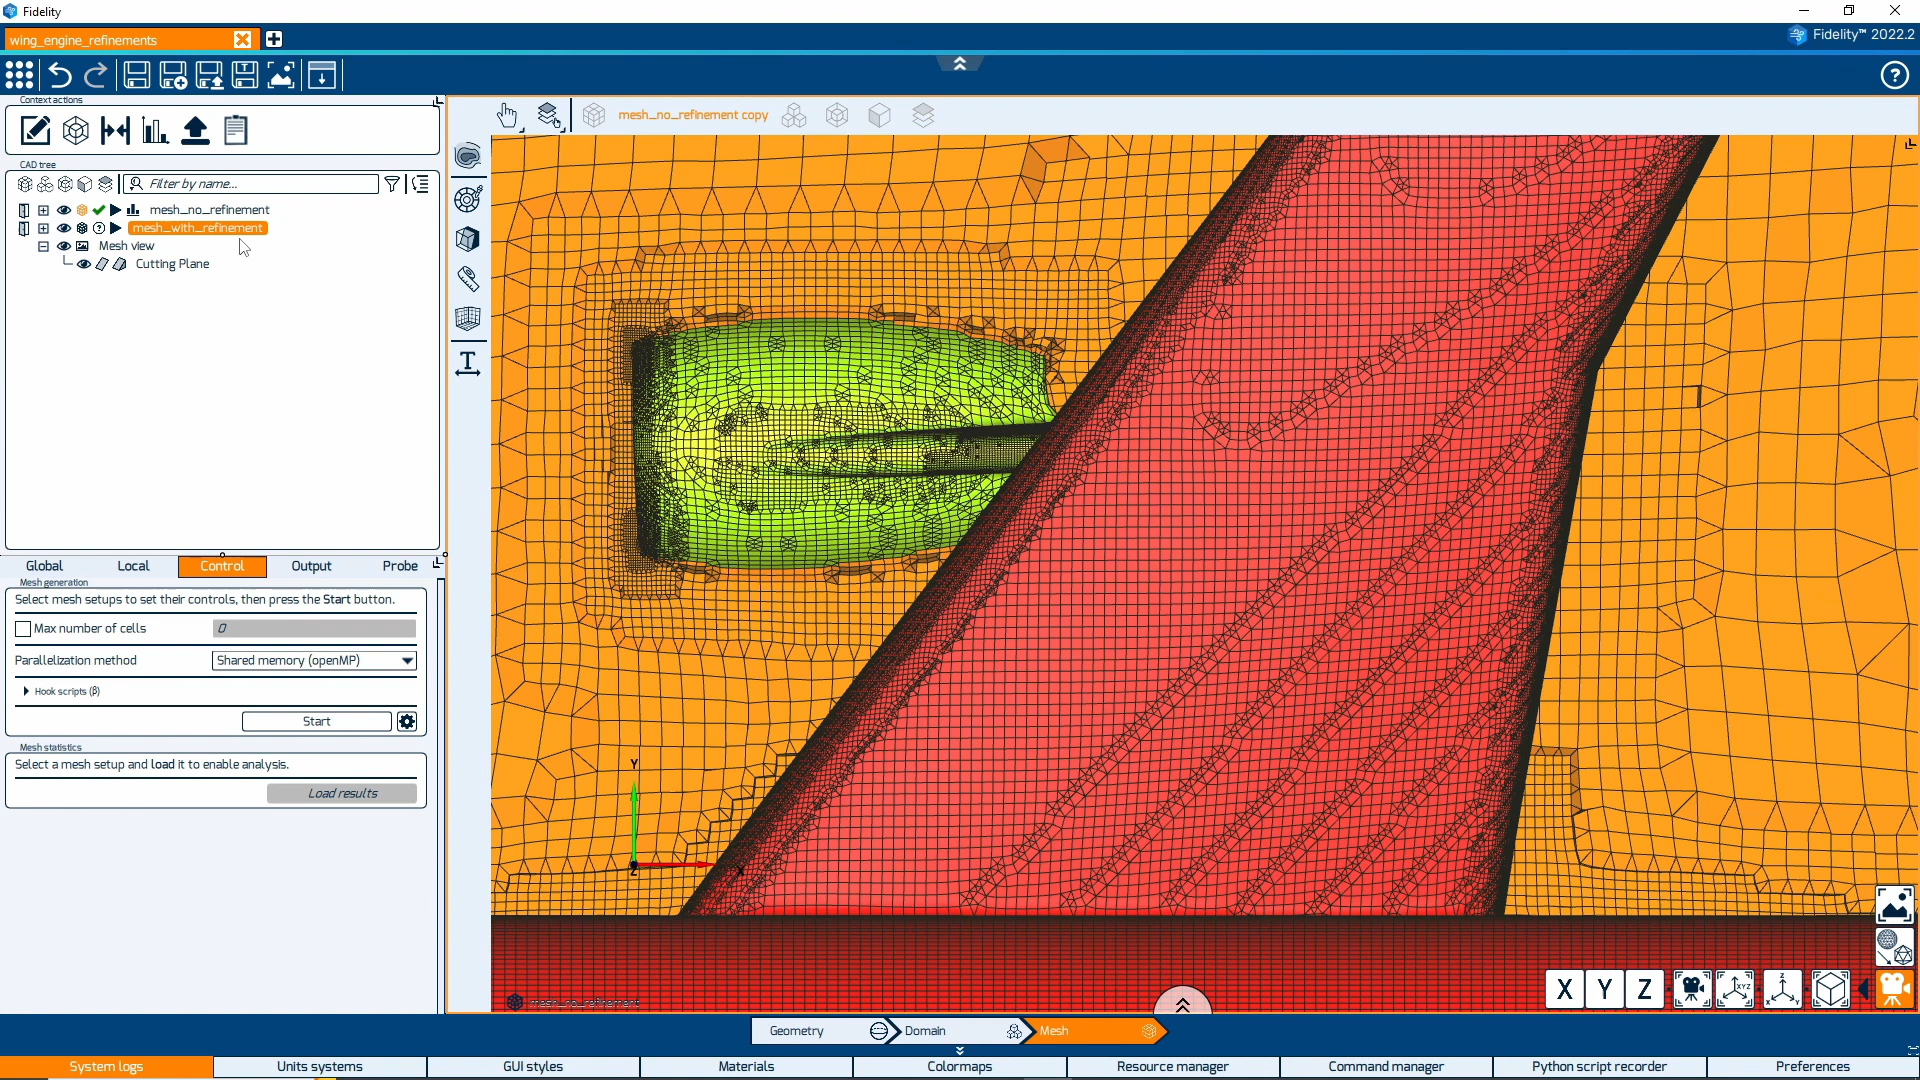 Fidelity
wing_engine_refinements
Fidelity™ 2022.2
Context actions
mesh_no_refinement copy
CAD tree
Filter by name...
mesh_no_refinement
mesh_with_refinement
Mesh view
Cutting Plane
Global Local Control Output Probe
Mesh generation
Select mesh setups to set their controls, then press the Start button.
Max number of cells 0
Parallelization method Shared memory (openMP)
Hook scripts (β)
Start
Mesh statistics
Select a mesh setup and load it to enable analysis.
Load results
Y
X
Z
X Y Z
mesh_no_refinement
Geometry Domain Mesh
System logs Units systems GUI styles Materials Colormaps Resource manager Command manager Python script recorder Preferences